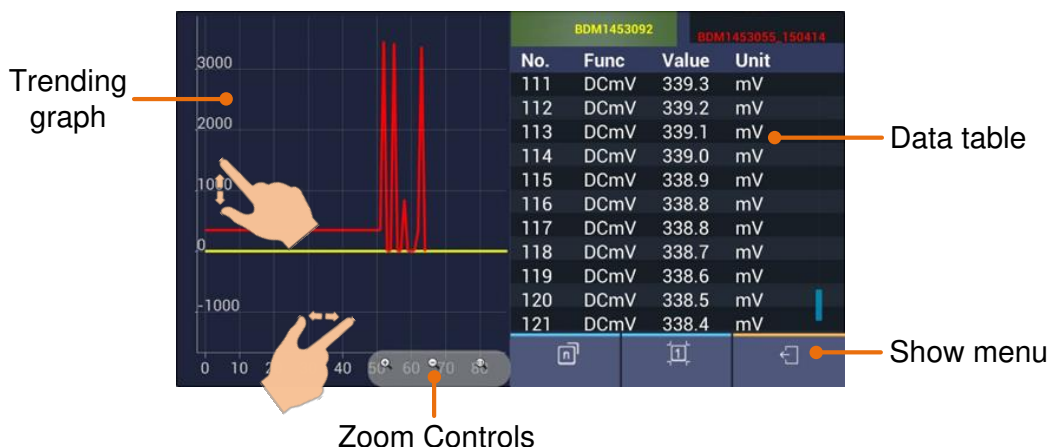 Trending
graph
3000
2000
1000
0
-1000
0 10 40 50 60 70 80
BDM1453092 BDM1453055_150414
No. Func Value Unit
111 DCmV 339.3 mV
112 DCmV 339.2 mV
113 DCmV 339.1 mV
114 DCmV 339.0 mV
115 DCmV 338.9 mV
116 DCmV 338.8 mV
117 DCmV 338.8 mV
118 DCmV 338.7 mV
119 DCmV 338.6 mV
120 DCmV 338.5 mV
121 DCmV 338.4 mV
n 1
Data table
Show menu
Zoom Controls